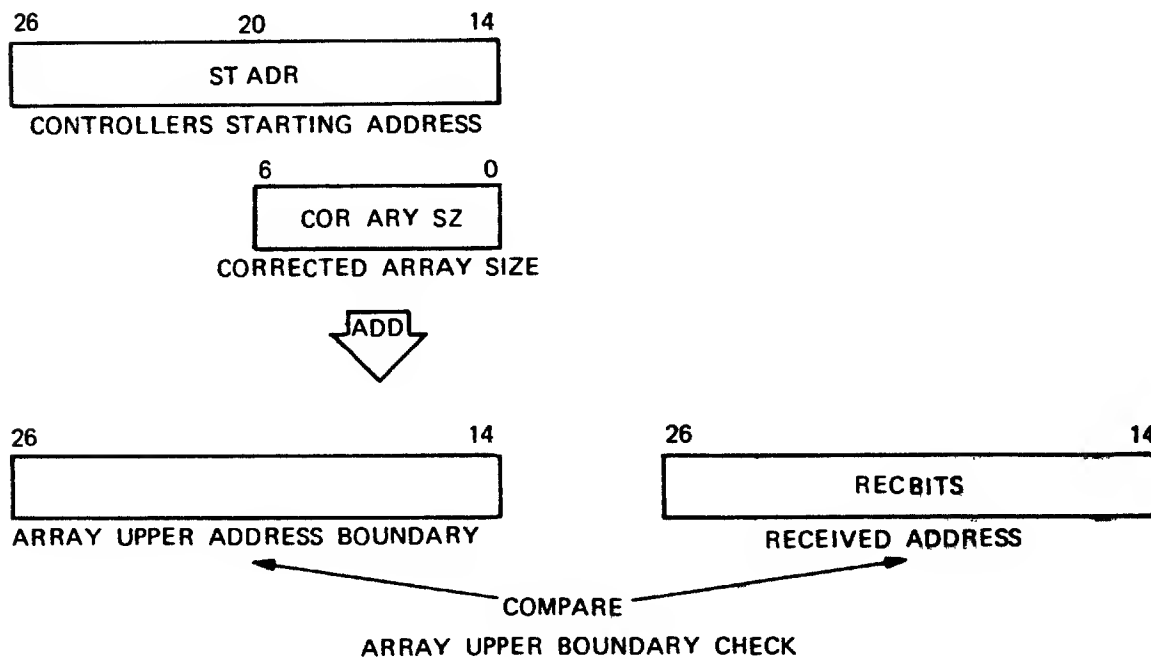 26 20 14
ST ADR
CONTROLLERS STARTING ADDRESS
6 0
COR ARY SZ
CORRECTED ARRAY SIZE
ADD
26 14
26 14
RECBITS
ARRAY UPPER ADDRESS BOUNDARY
RECEIVED ADDRESS
COMPARE
ARRAY UPPER BOUNDARY CHECK